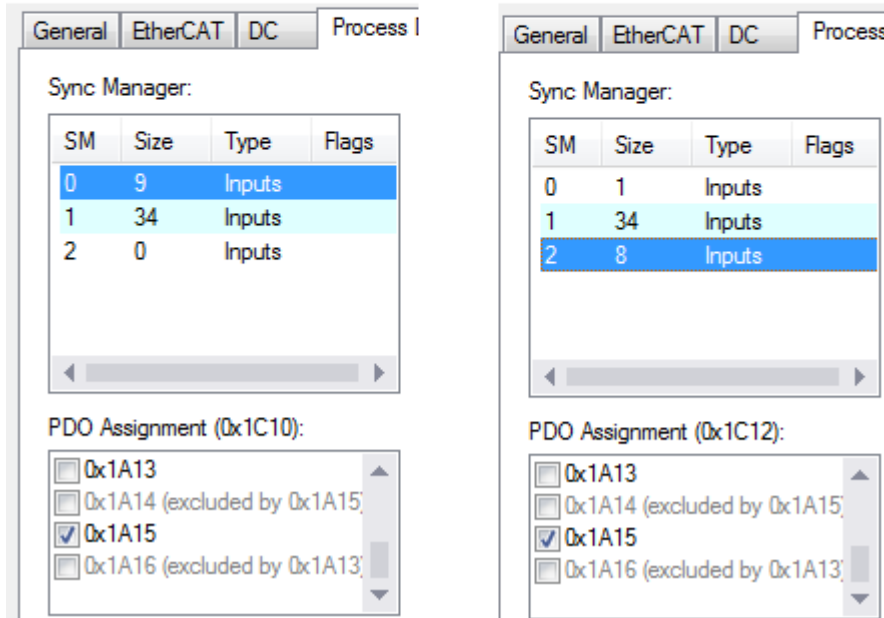 General EtherCAT DC Process
Sync Manager:
SM Size Type Flags
0 9 Inputs
1 34 Inputs
2 0 Inputs
PDO Assignment (0x1C10):
0x1A13
0x1A14 (excluded by 0x1A15)
0x1A15
0x1A16 (excluded by 0x1A13)
General EtherCAT DC Process
Sync Manager:
SM Size Type Flags
0 1 Inputs
1 34 Inputs
2 8 Inputs
PDO Assignment (0x1C12):
0x1A13
0x1A14 (excluded by 0x1A15)
0x1A15
0x1A16 (excluded by 0x1A13)